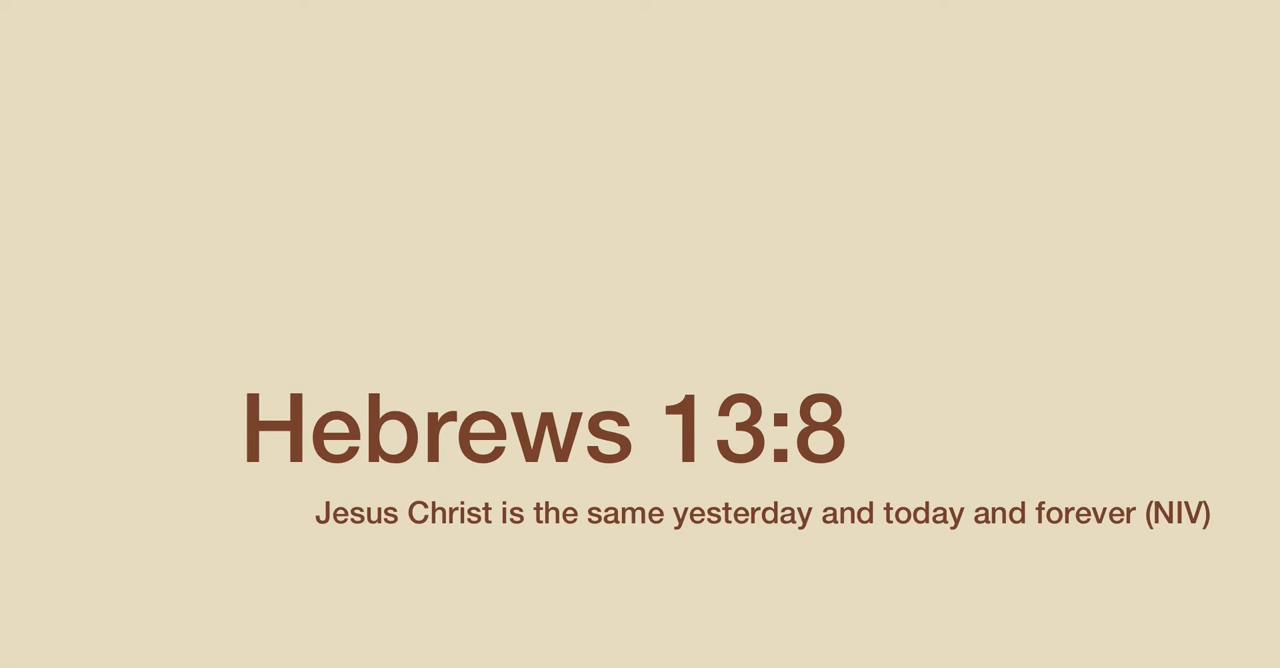 Hebrews 13:8
Jesus Christ is the same yesterday and today and forever (NIV)